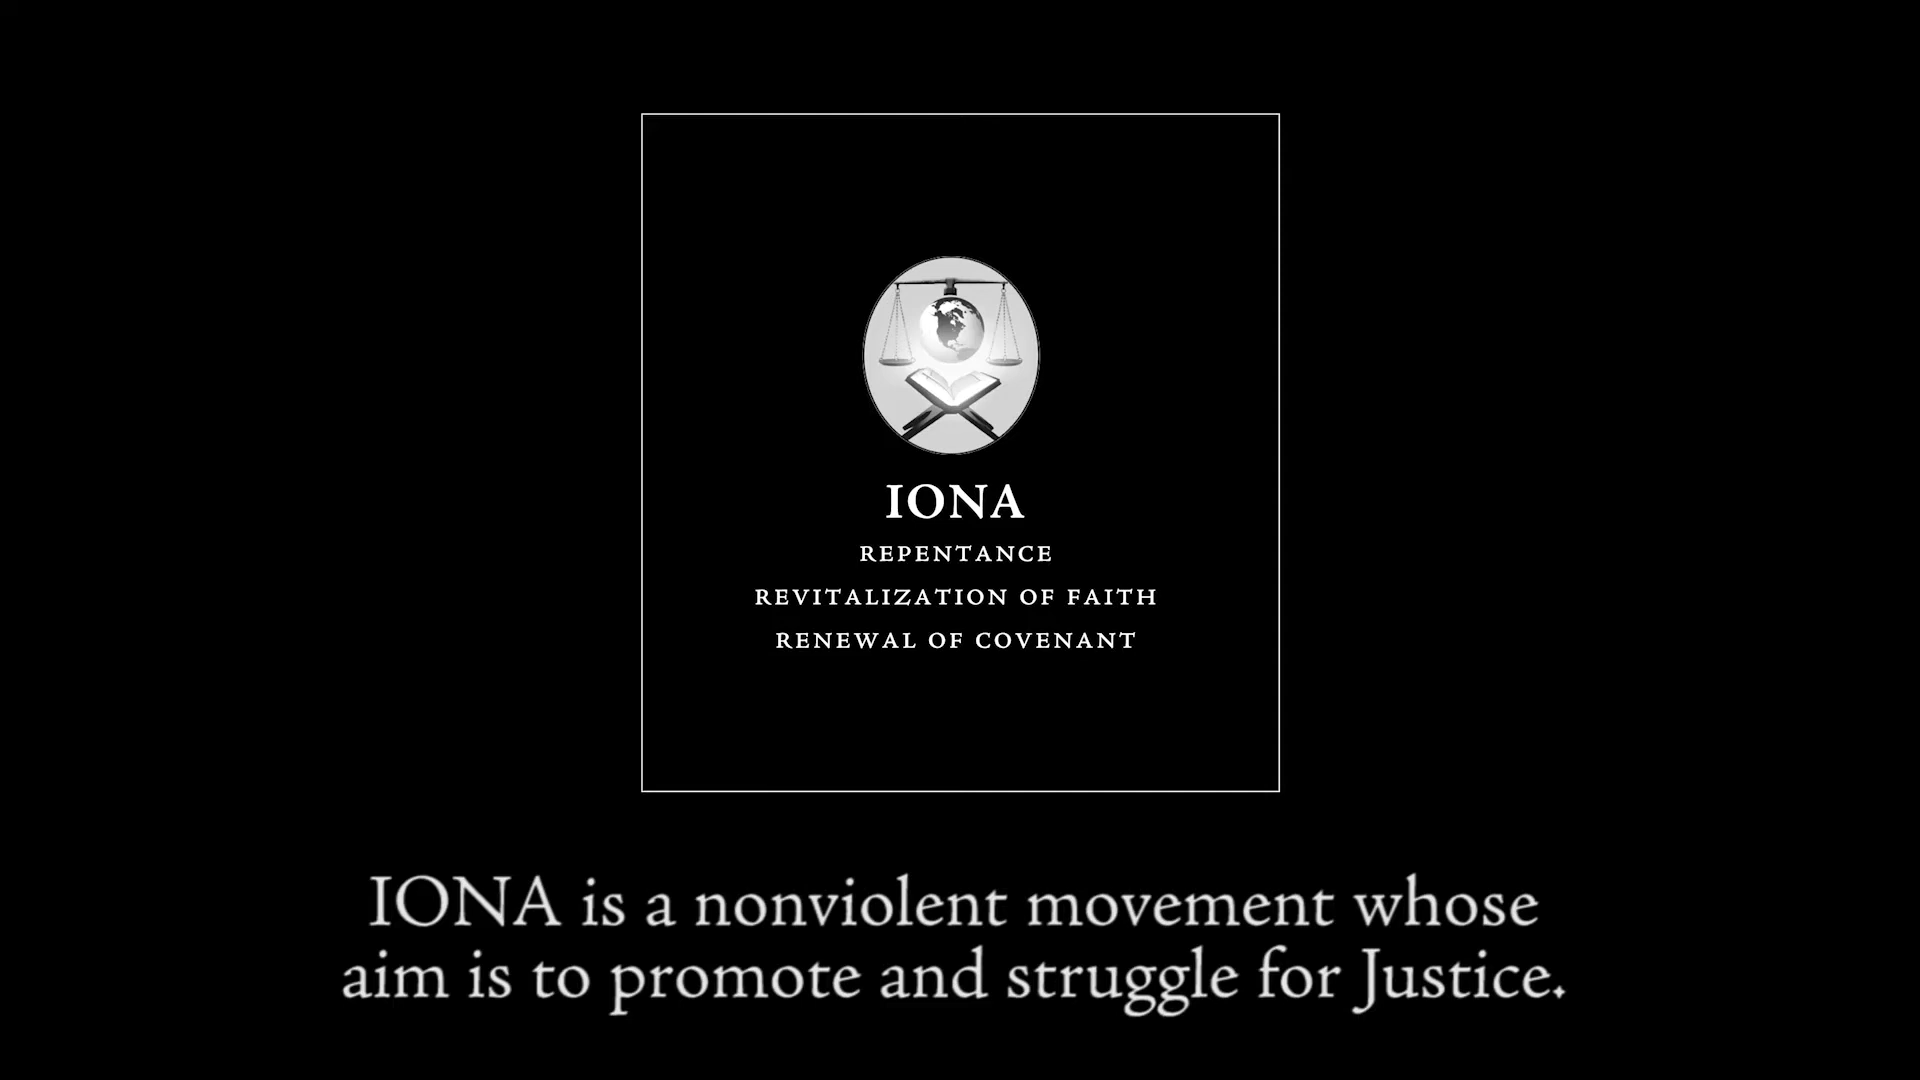 IONA
REPENTANCE
REVITALIZATION OF FAITH
RENEWAL OF COVENANT
IONA is a nonviolent movement whose
aim is to promote and struggle for Justice.